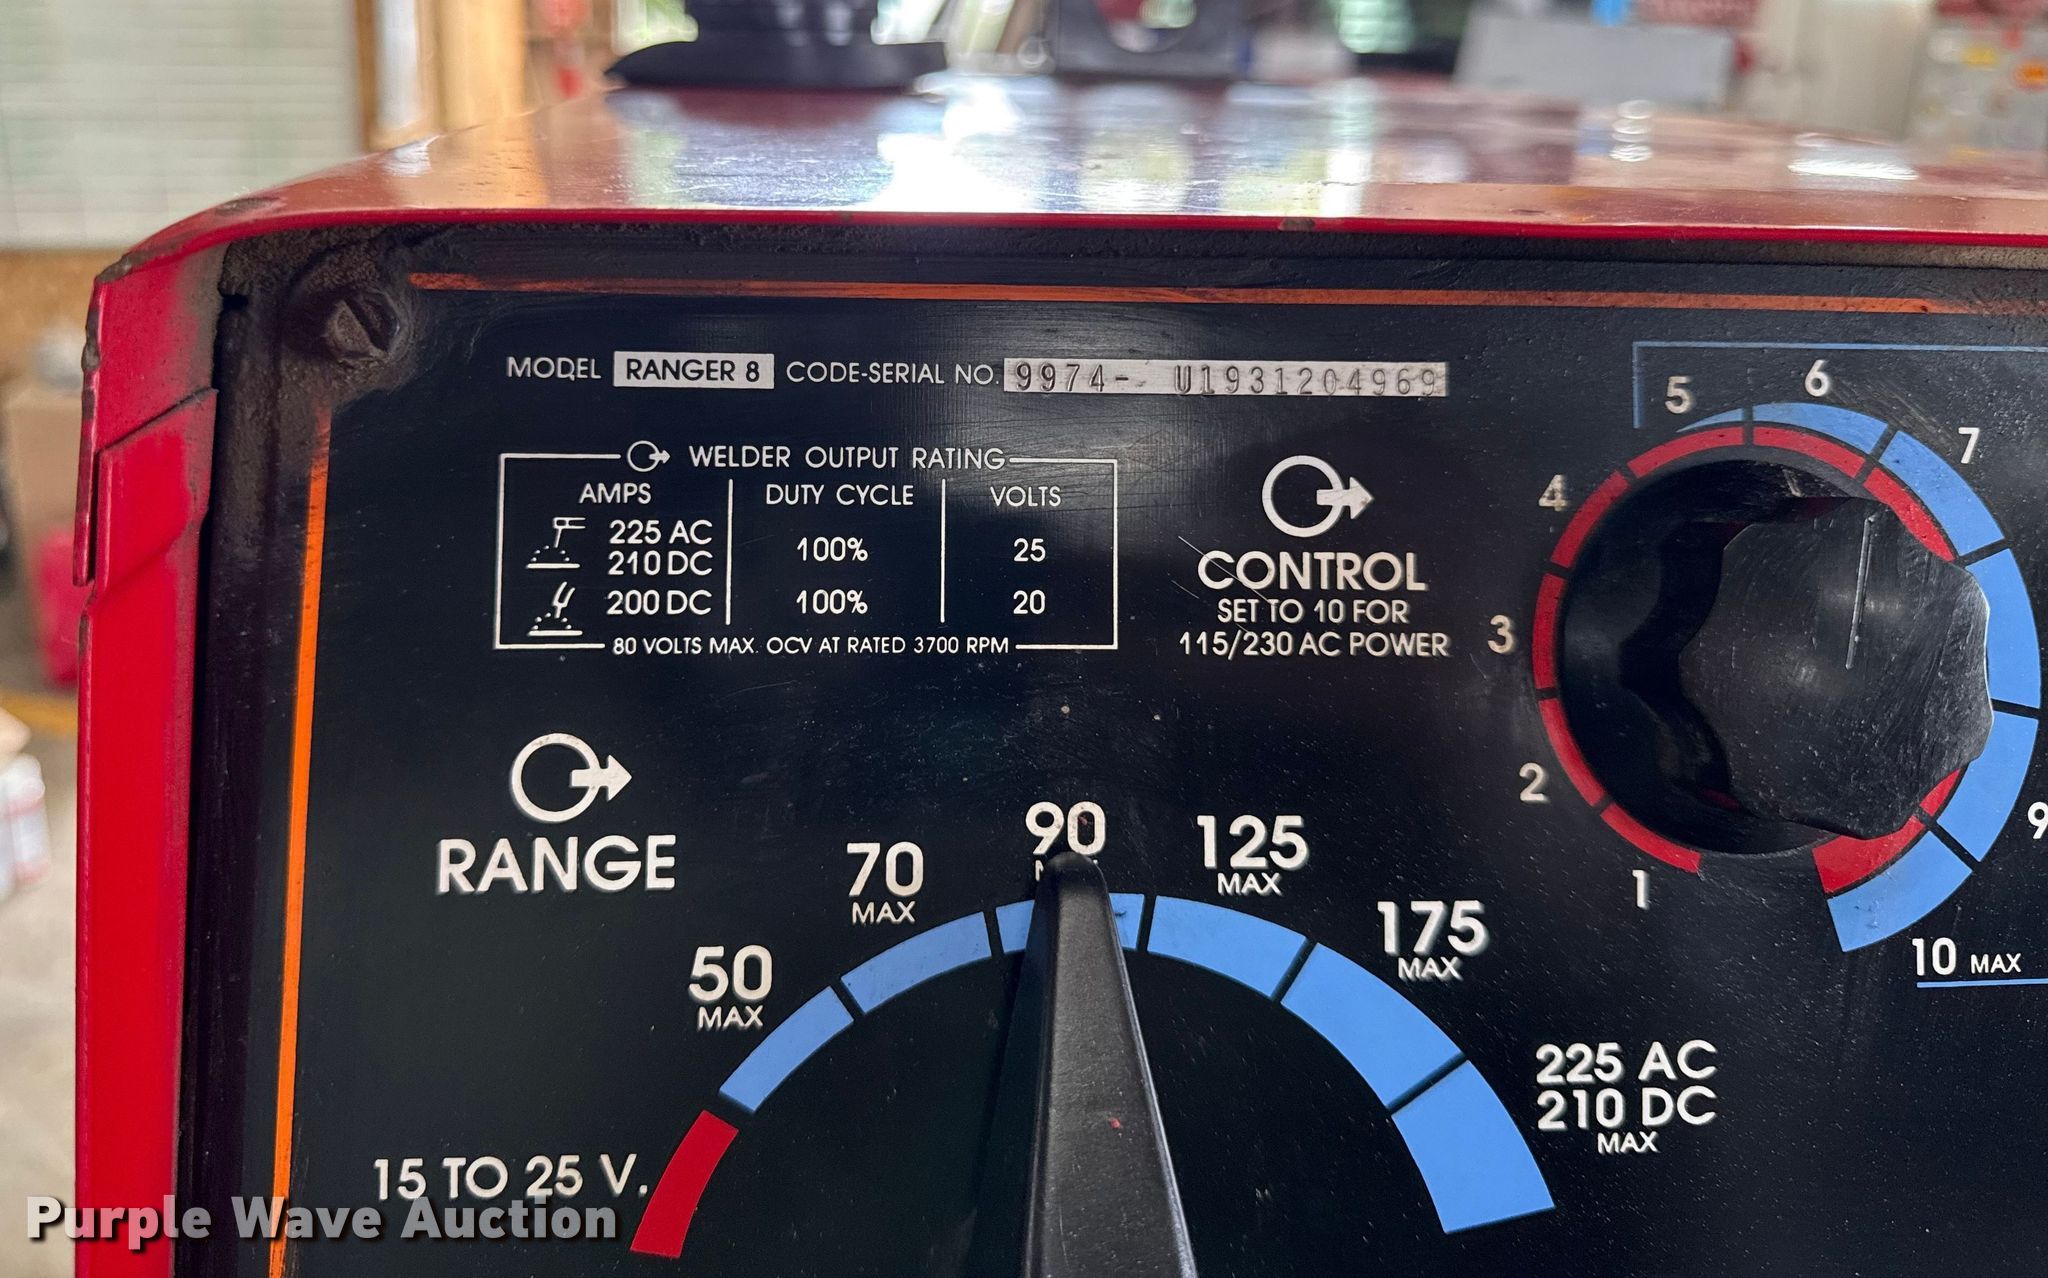 MODEL RANGER 8 CODE-SERIAL NO. 9974- U1931204969
WELDER OUTPUT RATING
AMPS DUTY CYCLE VOLTS
225 AC
210 DC 100% 25
200 DC 100% 20
80 VOLTS MAX. OCV AT RATED 3700 RPM
CONTROL
SET TO 10 FOR
115/230 AC POWER
1
2
3
4
5
6
7
9
10 MAX
RANGE
15 TO 25 V.
50
MAX
70
MAX
90
125
MAX
175
MAX
225 AC
210 DC
MAX
Purple Wave Auction